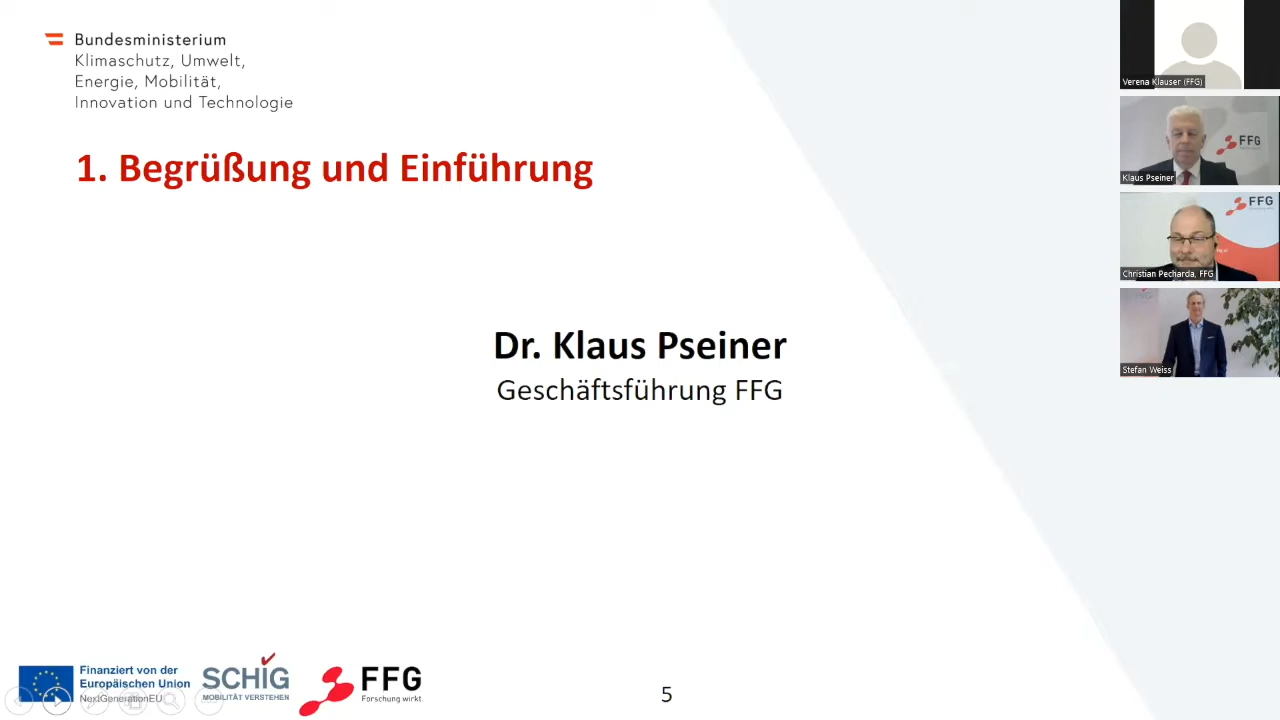 Bundesministerium
Klimaschutz, Umwelt,
Energie, Mobilität,
Innovation und Technologie
1. Begrüßung und Einführung
Dr. Klaus Pseiner
Geschäftsführung FFG
Finanziert von der
Europäischen Union
NextGenerationEU
SCHIG
MOBILITÄT VERSTEHEN
FFG
Forschung wirkt.
5
Verena Klauser (FFG)
FFG
Klaus Pseiner
FFG
Christian Pecharda, FFG
Stefan Weiss